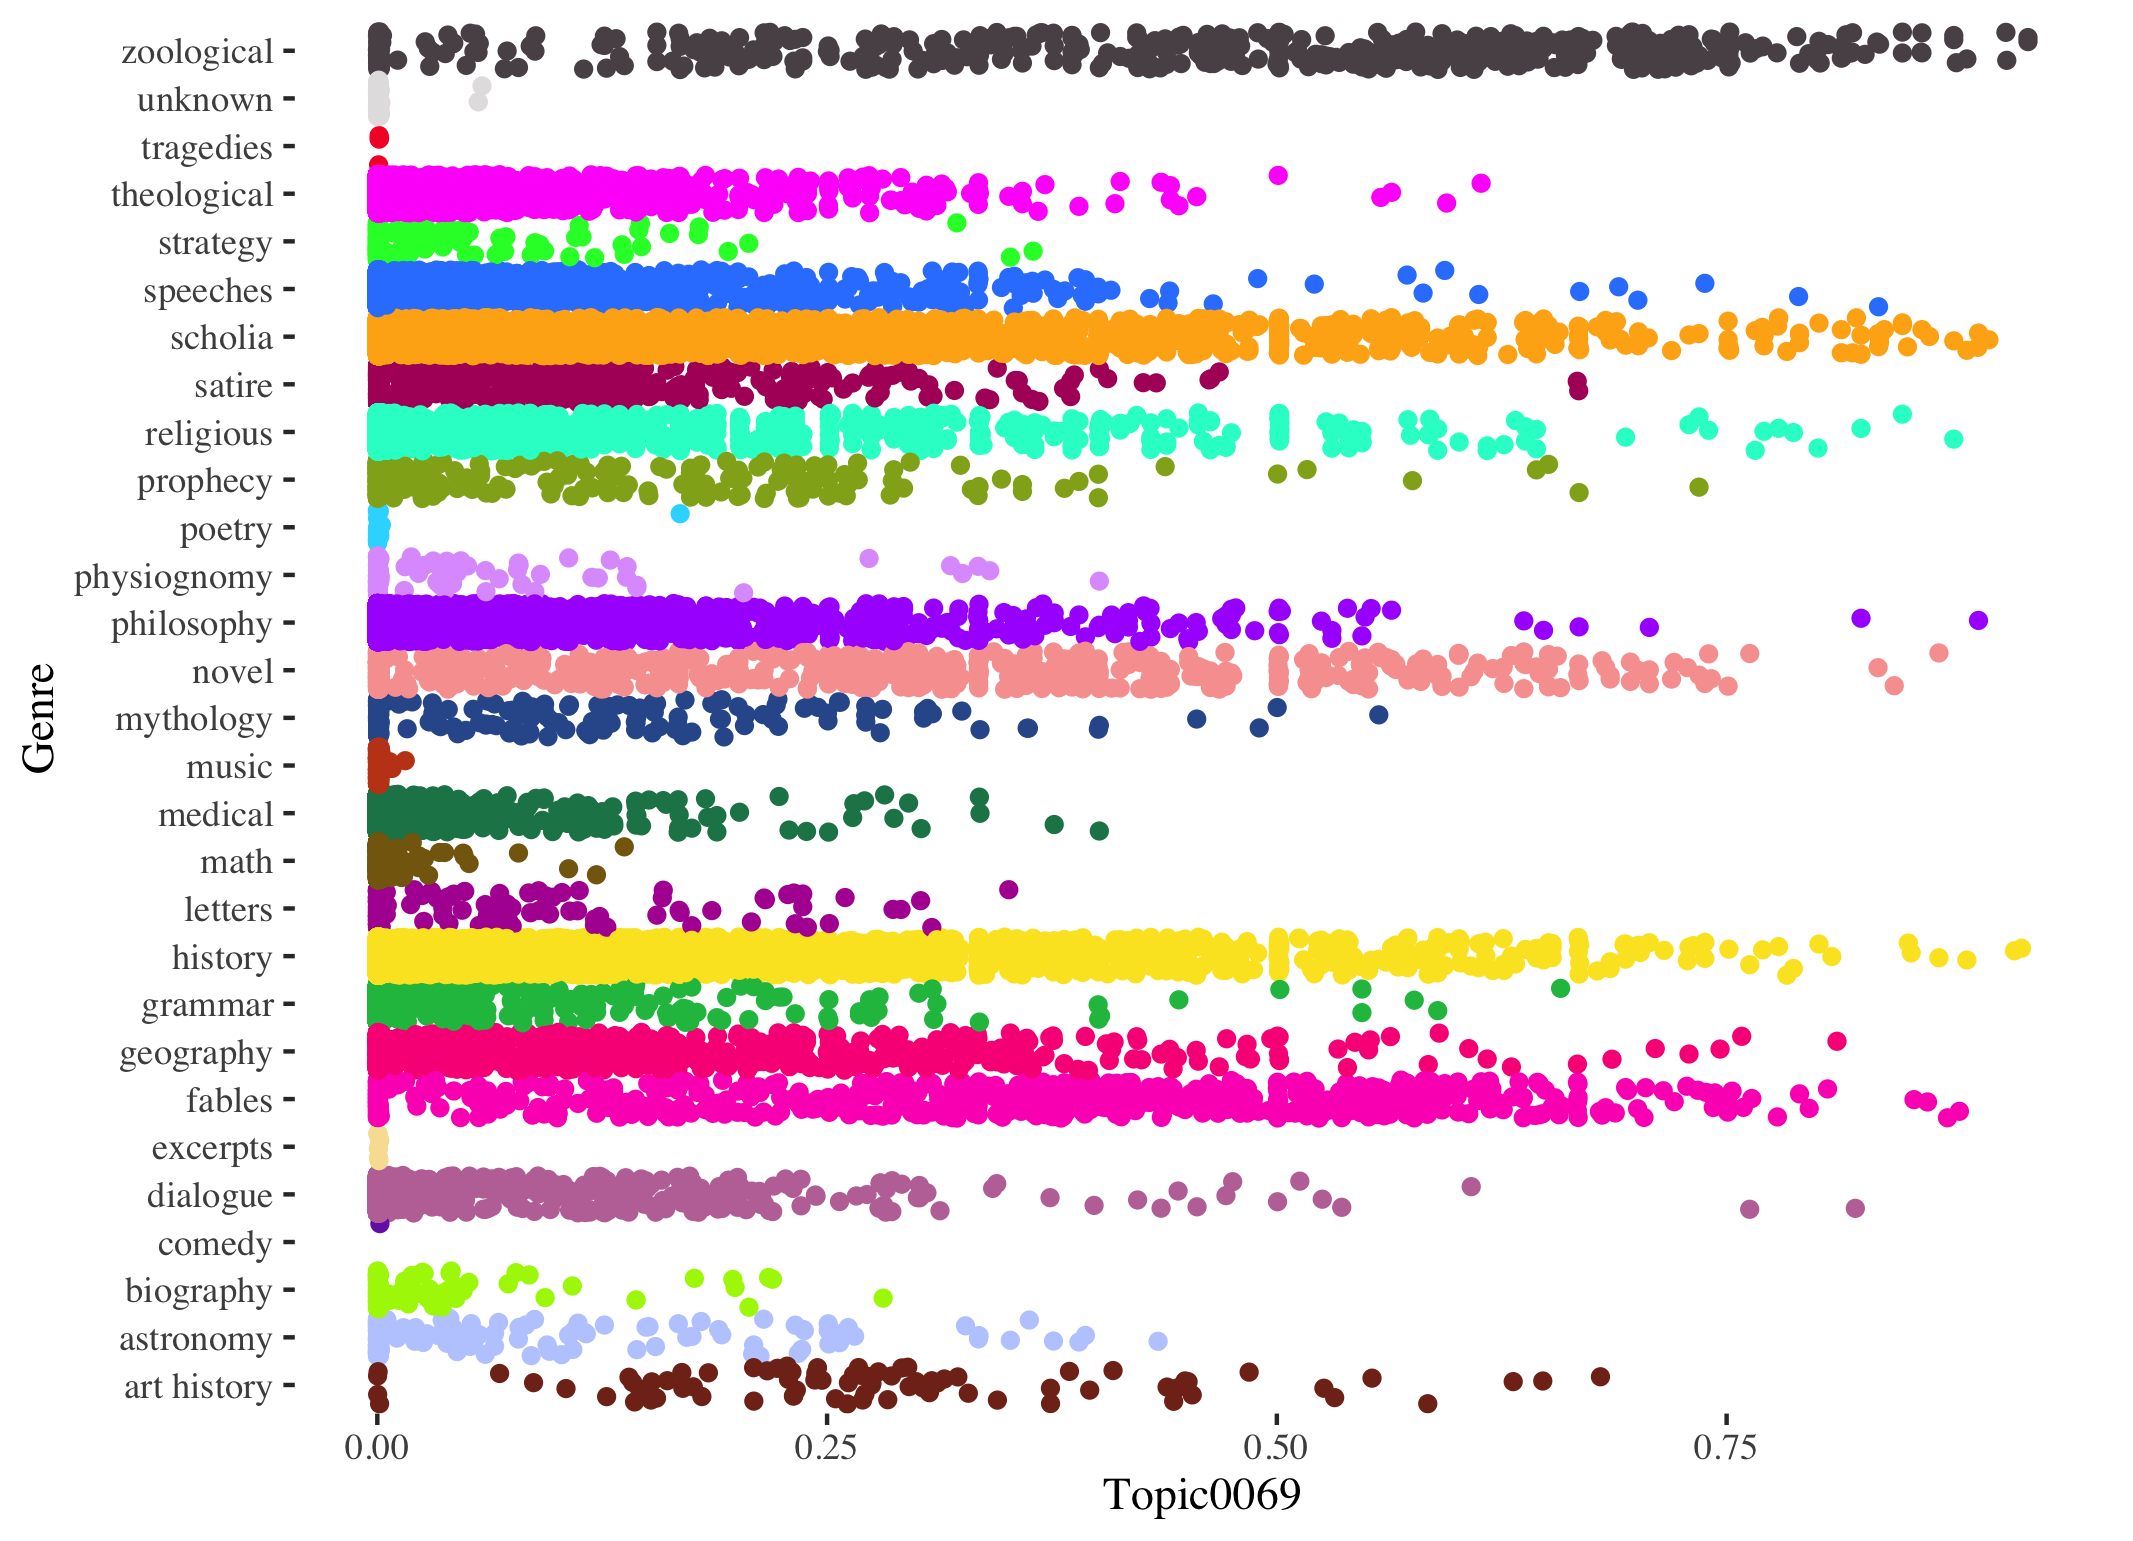 zoological
unknown
tragedies
theological
strategy
speeches
scholia
satire
religious
prophecy
poetry
physiognomy
philosophy
novel
mythology
music
medical
math
letters
history
grammar
geography
fables
excerpts
dialogue
comedy
biography
astronomy
art history
Genre
0.00 0.25 0.50 0.75
Topic0069